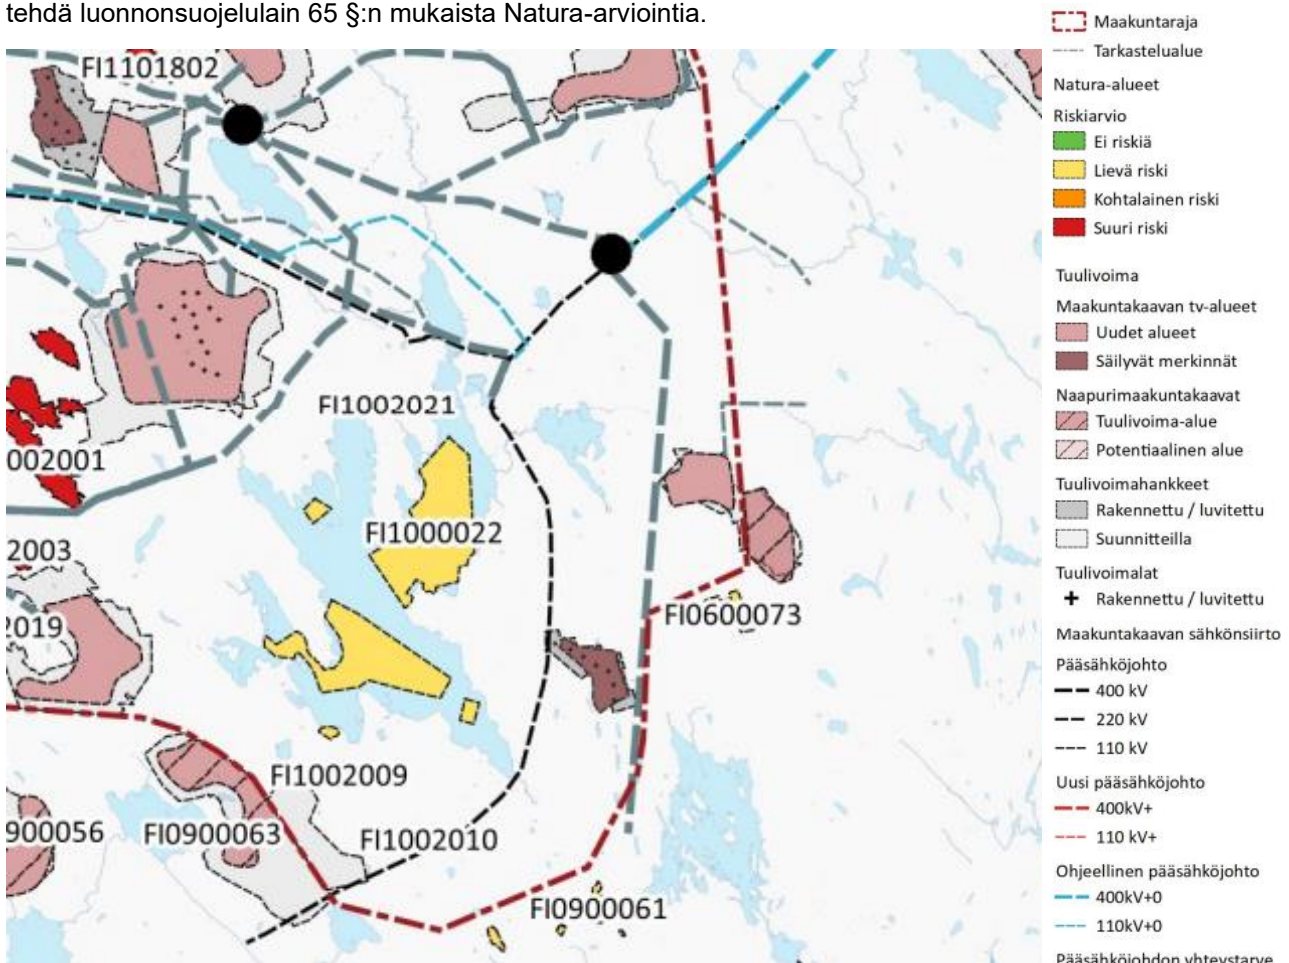 tehdä luonnonsuojelulain 65 §:n mukaista Natura-arviointia.
FI1101802
FI1002021
002001
FI1000022
2003
2019
FI0600073
FI1002009
900056
FI0900063
FI1002010
FI0900061
Maakuntaraja
Tarkastelualue
Natura-alueet
Riskiarvio
Ei riskiä
Lievä riski
Kohtalainen riski
Suuri riski
Tuulivoima
Maakuntakaavan tv-alueet
Uudet alueet
Säilyvät merkinnät
Naapurimaakuntakaavat
Tuulivoima-alue
Potentiaalinen alue
Tuulivoimahankkeet
Rakennettu / luvitettu
Suunnitteilla
Tuulivoimalat
Rakennettu / luvitettu
Maakuntakaavan sähkönsiirto
Pääsähköjohto
400 kV
220 kV
110 kV
Uusi pääsähköjohto
400kV+
110 kV+
Ohjeellinen pääsähköjohto
400kV+0
110kV+0
Pääsähköjohdon yhteystarve